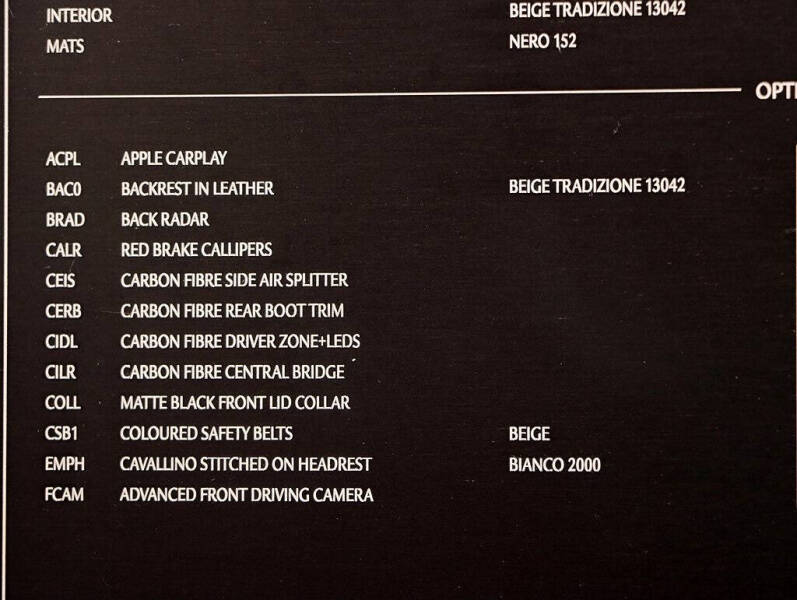 INTERIOR BEIGE TRADIZIONE 13042
MATS NERO 152
OPTI
ACPL APPLE CARPLAY
BAC0 BACKREST IN LEATHER BEIGE TRADIZIONE 13042
BRAD BACK RADAR
CALR RED BRAKE CALLIPERS
CEIS CARBON FIBRE SIDE AIR SPLITTER
CERB CARBON FIBRE REAR BOOT TRIM
CIDL CARBON FIBRE DRIVER ZONE+LEDS
CILR CARBON FIBRE CENTRAL BRIDGE
COLL MATTE BLACK FRONT LID COLLAR
CSB1 COLOURED SAFETY BELTS BEIGE
EMPH CAVALLINO STITCHED ON HEADREST BIANCO 2000
FCAM ADVANCED FRONT DRIVING CAMERA